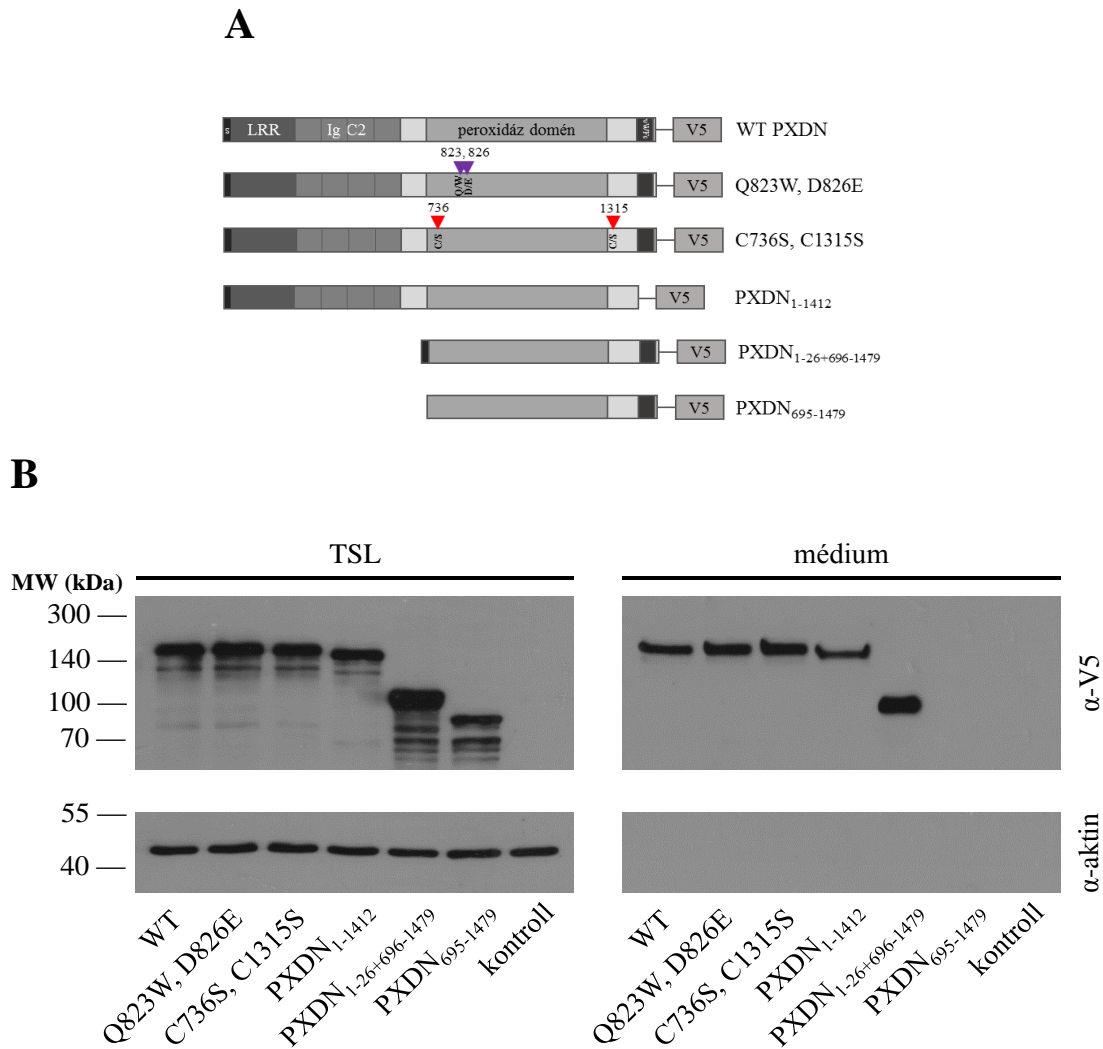 A
S LRR Ig C2 peroxidáz domén vWFc V5 WT PXDN
823, 826
Q/W D/E V5 Q823W, D826E
736 1315
C/S C/S V5 C736S, C1315S
V5 PXDN1-1412
V5 PXDN1-26+696-1479
V5 PXDN695-1479
B
TSL médium
MW (kDa)
300
140
100
70
α-V5
55
40
α-aktin
WT
Q823W, D826E
C736S, C1315S
PXDN1-1412
PXDN1-26+696-1479
PXDN695-1479
kontroll
WT
Q823W, D826E
C736S, C1315S
PXDN1-1412
PXDN1-26+696-1479
PXDN695-1479
kontroll